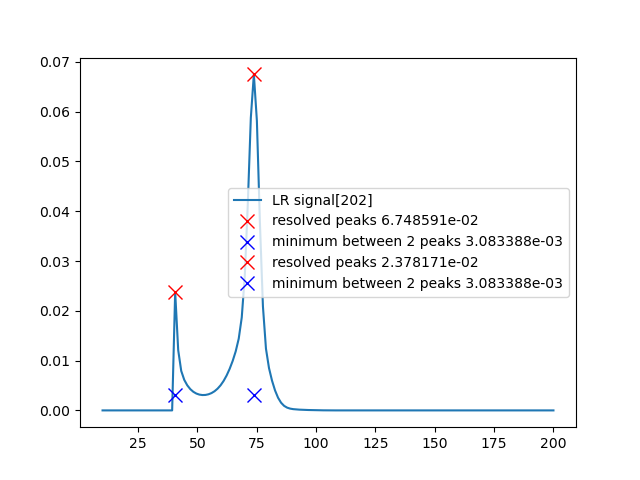 0.07
0.06
0.05
0.04
0.03
0.02
0.01
0.00
LR signal[202]
resolved peaks 6.748591e-02
minimum between 2 peaks 3.083388e-03
resolved peaks 2.378171e-02
minimum between 2 peaks 3.083388e-03
25 50 75 100 125 150 175 200